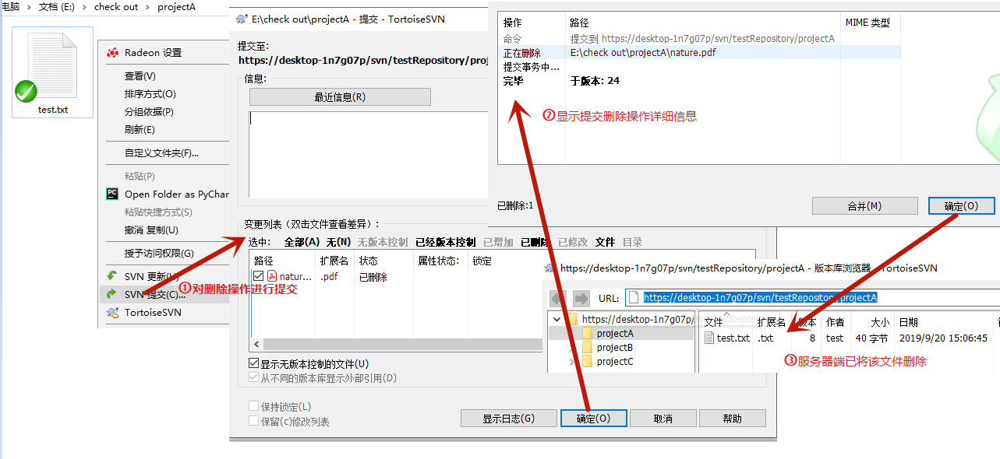 电脑 › 文档 (E:) › check out › projectA
test.txt
Radeon 设置
查看(V)
排序方式(O)
分组依据(P)
刷新(E)
自定义文件夹(F)...
粘贴(P)
Open Folder as PyChar
粘贴快捷方式(S)
撤消 复制(U)
授予访问权限(G)
SVN 更新(U)
SVN 提交(C)...
TortoiseSVN
①对删除操作进行提交
E:\check out\projectA - 提交 - TortoiseSVN
提交至:
https://desktop-1n7g07p/svn/testRepository/proj
信息:
最近信息(R)
变更列表（双击文件查看差异）:
选中: 全部(A) 无(N) 无版本控制 已经版本控制 已增加 已删除 已修改 文件 目录
路径 扩展名 状态 属性状态: 锁定
natur... .pdf 已删除
显示无版本控制的文件(U)
从不同的版本库显示外部引用(D)
保持锁定(L)
保留(c)修改列表
显示日志(G) 确定(O) 取消 帮助
操作 路径 MIME 类型
命令 提交到 https://desktop-1n7g07p/svn/testRepository/projectA
正在删除 E:\check out\projectA\nature.pdf
提交事务中...
完毕 于版本: 24
②显示提交删除操作详细信息
已删除:1
合并(M) 确定(O)
https://desktop-1n7g07p/svn/testRepository/projectA - 版本库浏览器 - TortoiseSVN
URL: https://desktop-1n7g07p/svn/testRepository/projectA
https://desktop-1n7g07p/
projectA
projectB
projectC
文件 扩展名 版本 作者 大小 日期
test.txt .txt 8 test 40 字节 2019/9/20 15:06:45
③服务器端已将该文件删除